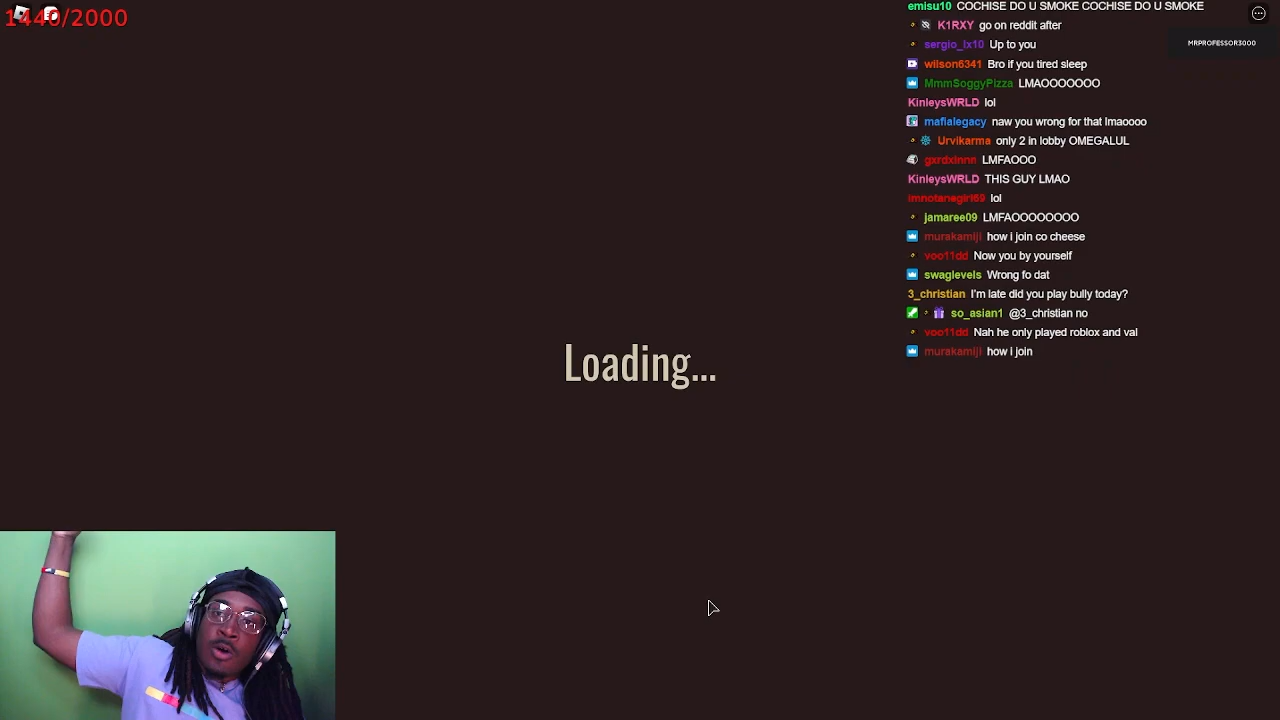 1440/2000
emisu10 COCHISE DO U SMOKE COCHISE DO U SMOKE
K1RXY go on reddit after
sergio_lx10 Up to you
wilson6341 Bro if you tired sleep
MmmSoggyPizza LMAOOOOOOO
KinleysWRLD lol
mafialegacy naw you wrong for that lmaoooo
Urvikarma only 2 in lobby OMEGALUL
gxrdxinnn LMFAOOO
KinleysWRLD THIS GUY LMAO
imnotanegirl69 lol
jamaree09 LMFAOOOOOOOO
murakamiji how i join co cheese
voo11dd Now you by yourself
swaglevels Wrong fo dat
3_christian I'm late did you play bully today?
so_asian1 @3_christian no
voo11dd Nah he only played roblox and val
murakamiji how i join
MRPROFESSOR3000
Loading...